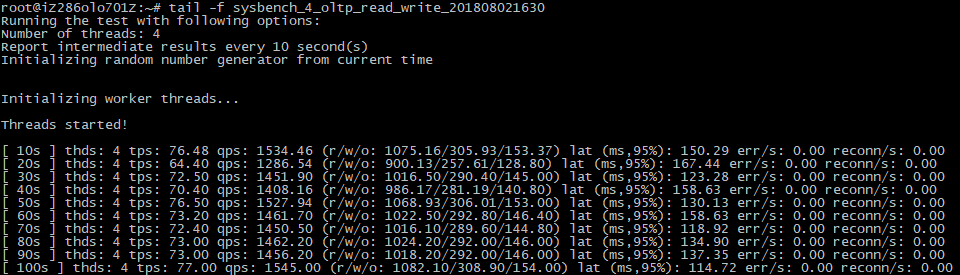 root@iZ286olo701Z:~# tail -f sysbench_4_oltp_read_write_201808021630
Running the test with following options:
Number of threads: 4
Report intermediate results every 10 second(s)
Initializing random number generator from current time
Initializing worker threads...
Threads started!
[ 10s ] thds: 4 tps: 76.48 qps: 1534.46 (r/w/o: 1075.16/305.93/153.37) lat (ms,95%): 150.29 err/s: 0.00 reconn/s: 0.00
[ 20s ] thds: 4 tps: 64.40 qps: 1286.54 (r/w/o: 900.13/257.61/128.80) lat (ms,95%): 167.44 err/s: 0.00 reconn/s: 0.00
[ 30s ] thds: 4 tps: 72.50 qps: 1451.90 (r/w/o: 1016.50/290.40/145.00) lat (ms,95%): 123.28 err/s: 0.00 reconn/s: 0.00
[ 40s ] thds: 4 tps: 70.40 qps: 1408.16 (r/w/o: 986.17/281.19/140.80) lat (ms,95%): 158.63 err/s: 0.00 reconn/s: 0.00
[ 50s ] thds: 4 tps: 76.50 qps: 1527.94 (r/w/o: 1068.93/306.01/153.00) lat (ms,95%): 130.13 err/s: 0.00 reconn/s: 0.00
[ 60s ] thds: 4 tps: 73.20 qps: 1461.70 (r/w/o: 1022.50/292.80/146.40) lat (ms,95%): 158.63 err/s: 0.00 reconn/s: 0.00
[ 70s ] thds: 4 tps: 72.40 qps: 1450.50 (r/w/o: 1016.10/289.60/144.80) lat (ms,95%): 118.92 err/s: 0.00 reconn/s: 0.00
[ 80s ] thds: 4 tps: 73.00 qps: 1462.20 (r/w/o: 1024.20/292.00/146.00) lat (ms,95%): 134.90 err/s: 0.00 reconn/s: 0.00
[ 90s ] thds: 4 tps: 73.00 qps: 1456.20 (r/w/o: 1018.20/292.00/146.00) lat (ms,95%): 137.35 err/s: 0.00 reconn/s: 0.00
[ 100s ] thds: 4 tps: 77.00 qps: 1545.00 (r/w/o: 1082.10/308.90/154.00) lat (ms,95%): 114.72 err/s: 0.00 reconn/s: 0.00